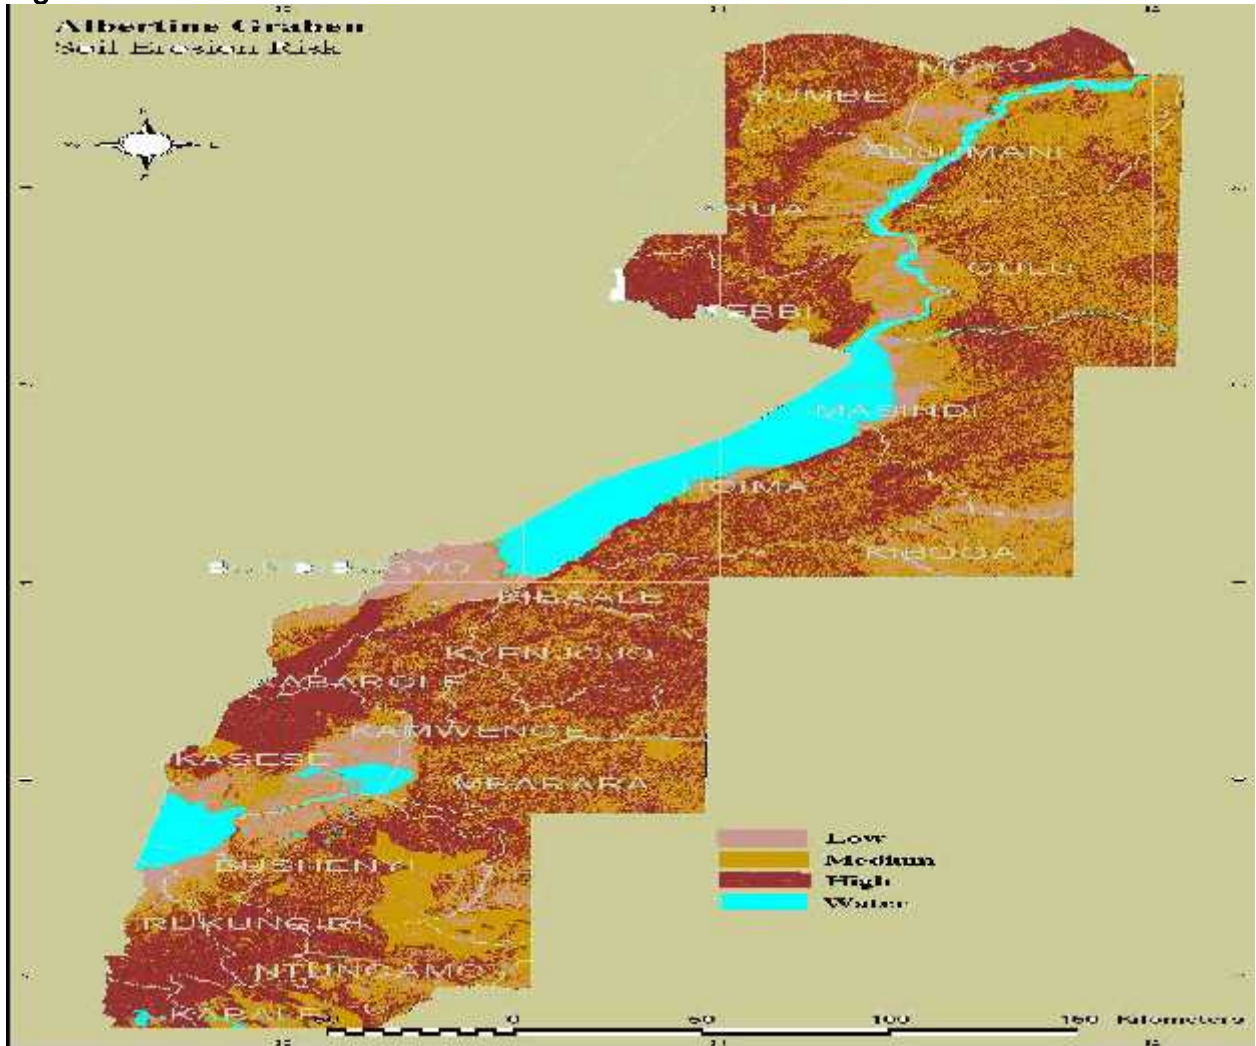 Albertine Graben
Soil Erosion Risk
MOYO
YUMBE
ADJUMANI
ARUA
GULU
NEBBI
MASINDI
HOIMA
KIBOGA
KIBAALE
KYENJOJO
KABAROLE
KAMWENGE
KASESE
MBARARA
Low
Medium
High
Water
BUSHENYI
RUKUNGIRI
NTUNGAMO
KABALE
0 50 100 150 Kilometers